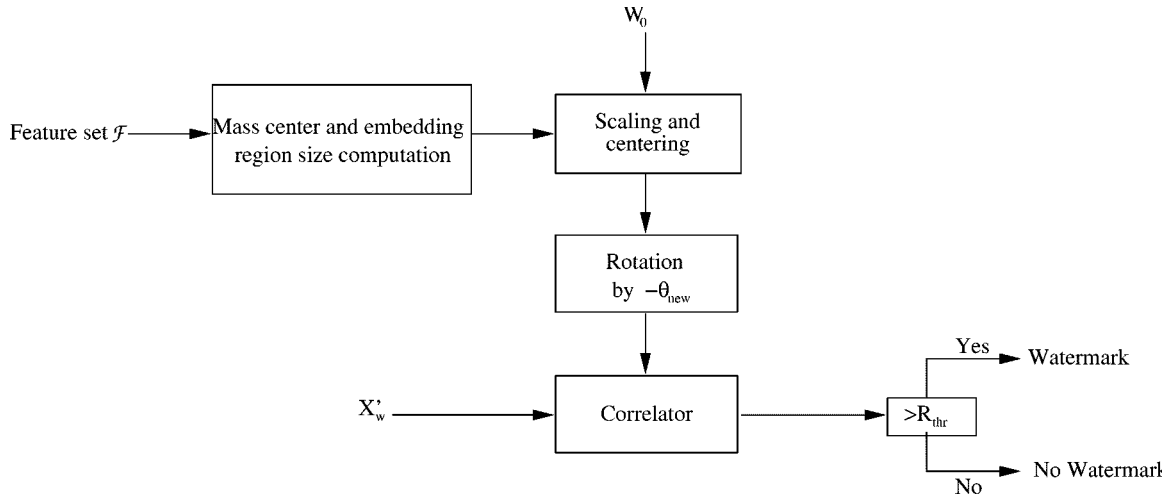 W₀
Feature set ℱ
Mass center and embedding
region size computation
Scaling and
centering
Rotation
by −θnew
X'w
Correlator
>Rthr
Yes
Watermark
No
No Watermark